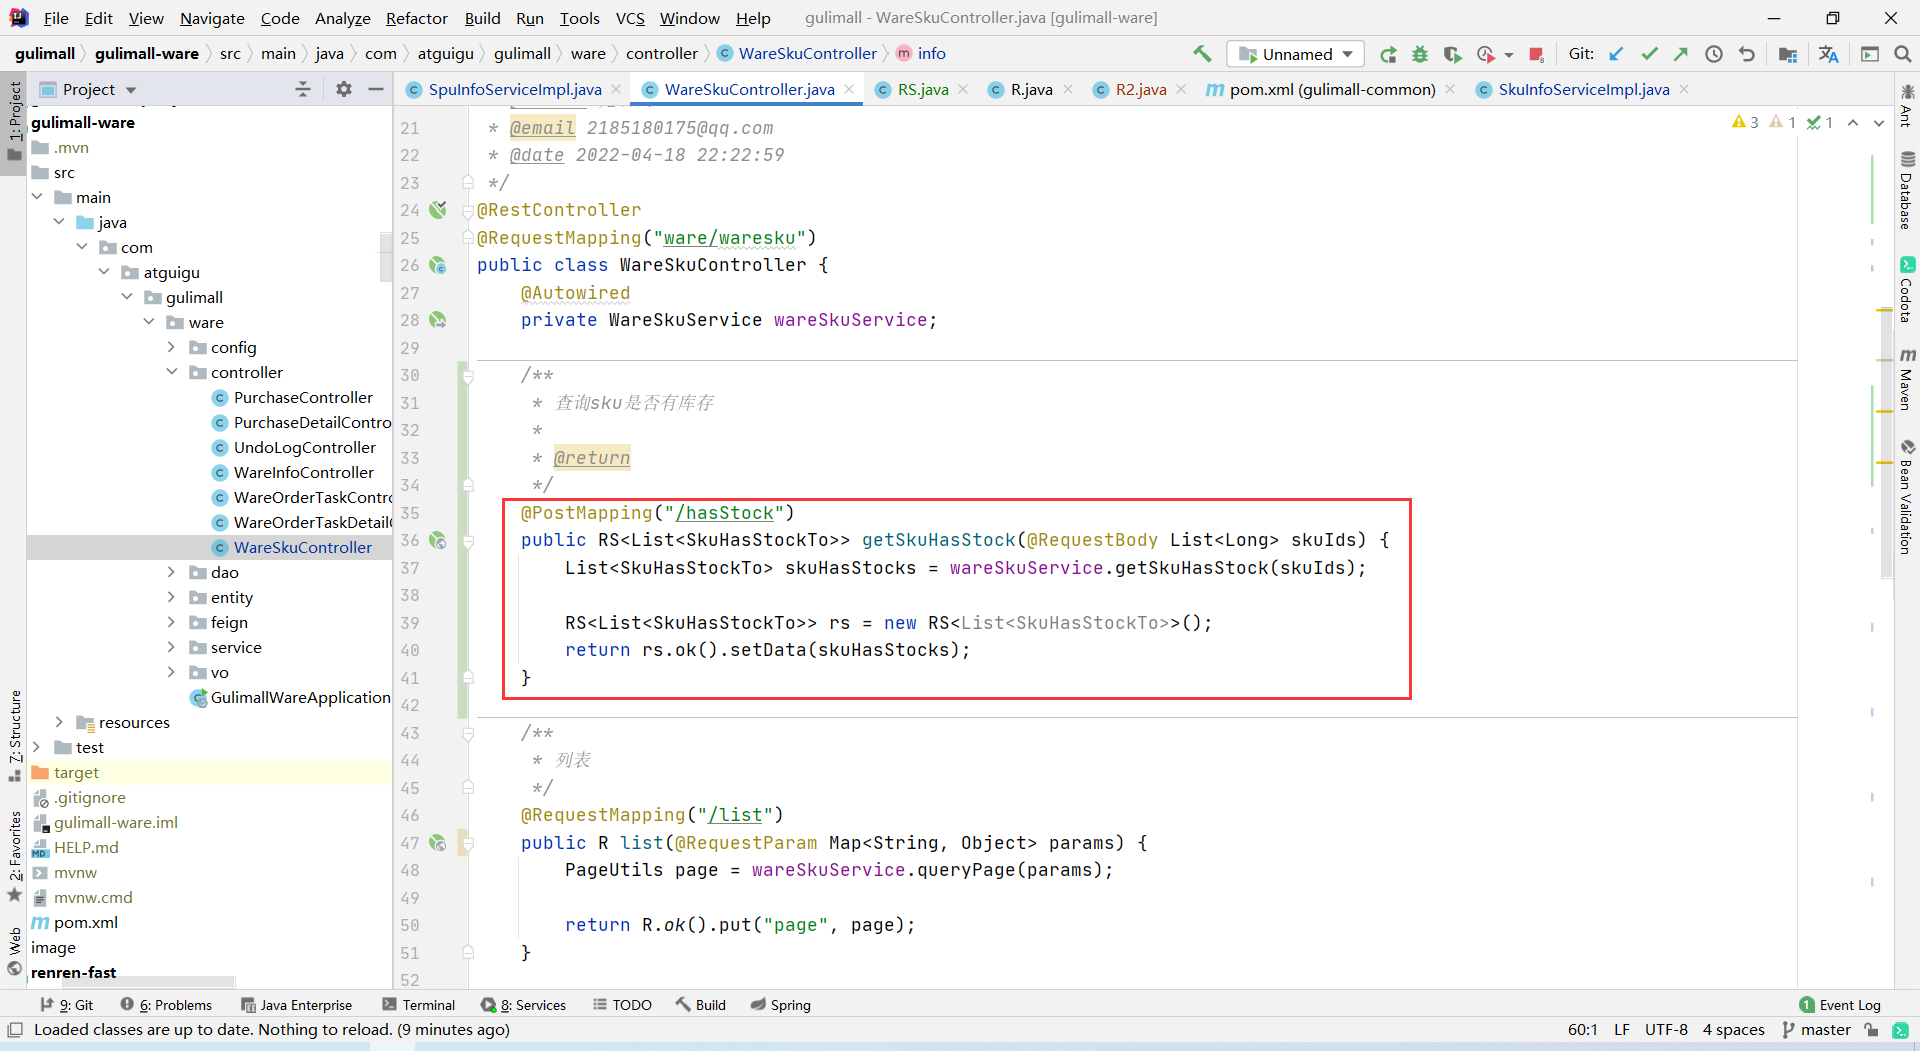 File Edit View Navigate Code Analyze Refactor Build Run Tools VCS Window Help gulimall - WareSkuController.java [gulimall-ware]
gulimall gulimall-ware src main java com atguigu gulimall ware controller WareSkuController info Unnamed Git:
Project
SpuInfoServiceImpl.java WareSkuController.java RS.java R.java R2.java pom.xml (gulimall-common) SkuInfoServiceImpl.java
1: Project
7: Structure
2: Favorites
Web
gulimall-ware
.mvn
src
main
java
com
atguigu
gulimall
ware
config
controller
PurchaseController
PurchaseDetailContro
UndoLogController
WareInfoController
WareOrderTaskContro
WareOrderTaskDetailC
WareSkuController
dao
entity
feign
service
vo
GulimallWareApplication
resources
test
target
.gitignore
gulimall-ware.iml
HELP.md
mvnw
mvnw.cmd
pom.xml
image
renren-fast
3 1 1
21 * @email 2185180175@qq.com
22 * @date 2022-04-18 22:22:59
23 */
24 @RestController
25 @RequestMapping("ware/waresku")
26 public class WareSkuController {
27 @Autowired
28 private WareSkuService wareSkuService;
29
30 /**
31 * 查询sku是否有库存
32 *
33 * @return
34 */
35 @PostMapping("/hasStock")
36 public RS<List<SkuHasStockTo>> getSkuHasStock(@RequestBody List<Long> skuIds) {
37 List<SkuHasStockTo> skuHasStocks = wareSkuService.getSkuHasStock(skuIds);
38
39 RS<List<SkuHasStockTo>> rs = new RS<List<SkuHasStockTo>>();
40 return rs.ok().setData(skuHasStocks);
41 }
42
43 /**
44 * 列表
45 */
46 @RequestMapping("/list")
47 public R list(@RequestParam Map<String, Object> params) {
48 PageUtils page = wareSkuService.queryPage(params);
49
50 return R.ok().put("page", page);
51 }
52
Ant
Database
Codota
Maven
Bean Validation
9: Git 6: Problems Java Enterprise Terminal 8: Services TODO Build Spring 1 Event Log
Loaded classes are up to date. Nothing to reload. (9 minutes ago) 60:1 LF UTF-8 4 spaces master